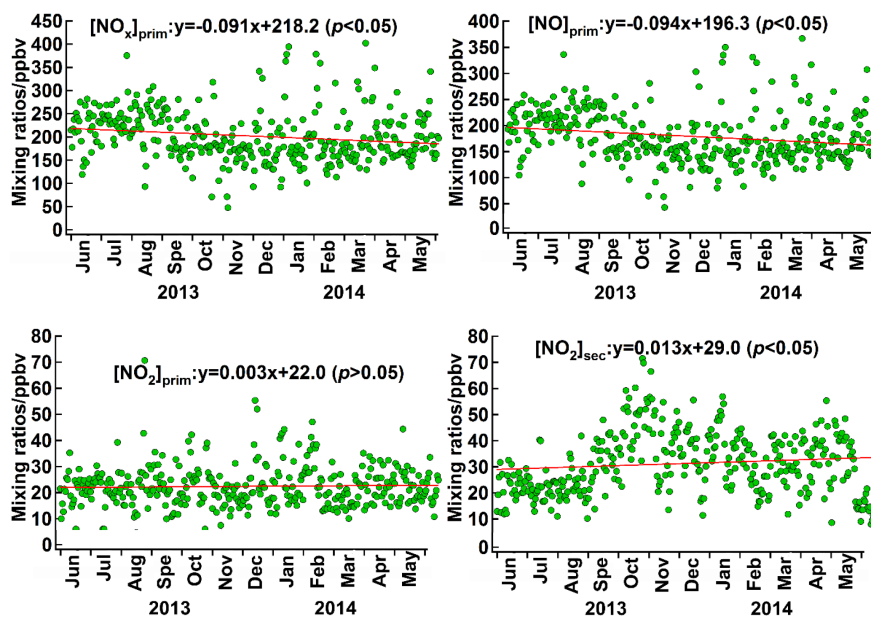 [NOx]prim:y=-0.091x+218.2 (p<0.05)
Mixing ratios/ppbv
450
400
350
300
250
200
150
100
50
0
Jun
Jul
Aug
Spe
Oct
Nov
Dec
Jan
Feb
Mar
Apr
May
2013
2014
[NO]prim:y=-0.094x+196.3 (p<0.05)
Mixing ratios/ppbv
400
350
300
250
200
150
100
50
0
Jun
Jul
Aug
Spe
Oct
Nov
Dec
Jan
Feb
Mar
Apr
May
2013
2014
[NO2]prim:y=0.003x+22.0 (p>0.05)
Mixing ratios/ppbv
80
70
60
50
40
30
20
10
0
Jun
Jul
Aug
Spe
Oct
Nov
Dec
Jan
Feb
Mar
Apr
May
2013
2014
[NO2]sec:y=0.013x+29.0 (p<0.05)
Mixing ratios/ppbv
80
70
60
50
40
30
20
10
0
Jun
Jul
Aug
Spe
Oct
Nov
Dec
Jan
Feb
Mar
Apr
May
2013
2014